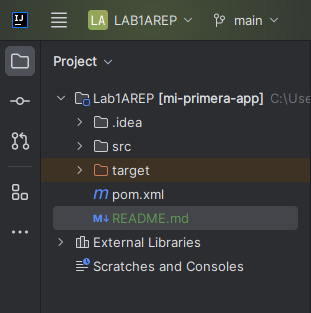 IJ LA LAB1AREP main
Project
Lab1AREP [mi-primera-app] C:\Use
.idea
src
target
m pom.xml
M↓ README.md
External Libraries
Scratches and Consoles